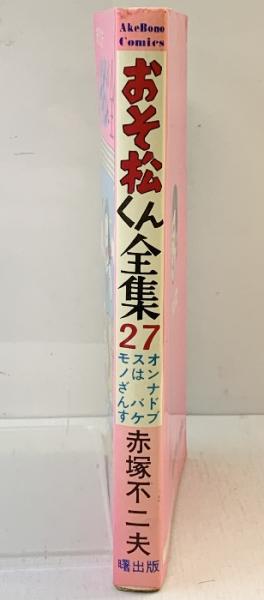 AkeBono
Comics
おそ松くん全集
27
オンナドブ
スはバケ
モノざんす
赤塚不二夫
曙出版